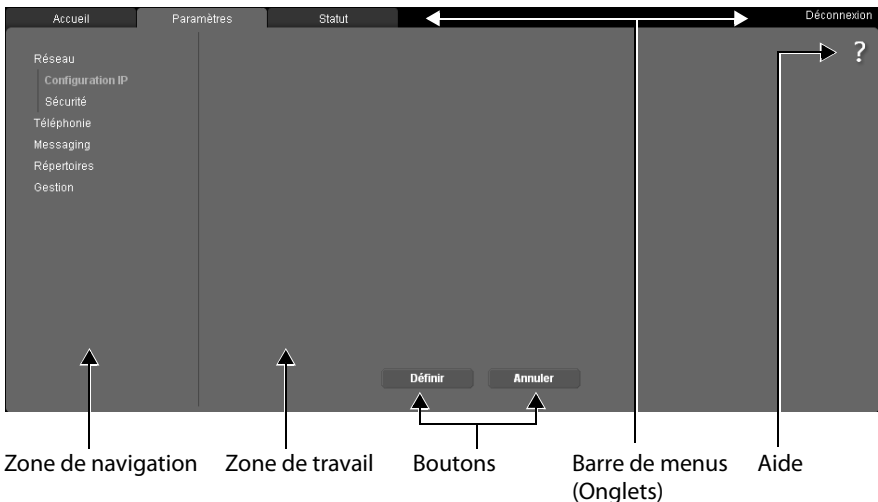 Accueil Paramètres Statut Déconnexion
?
Réseau
Configuration IP
Sécurité
Téléphonie
Messaging
Répertoires
Gestion
Définir Annuler
Zone de navigation Zone de travail Boutons Barre de menus Aide
(Onglets)